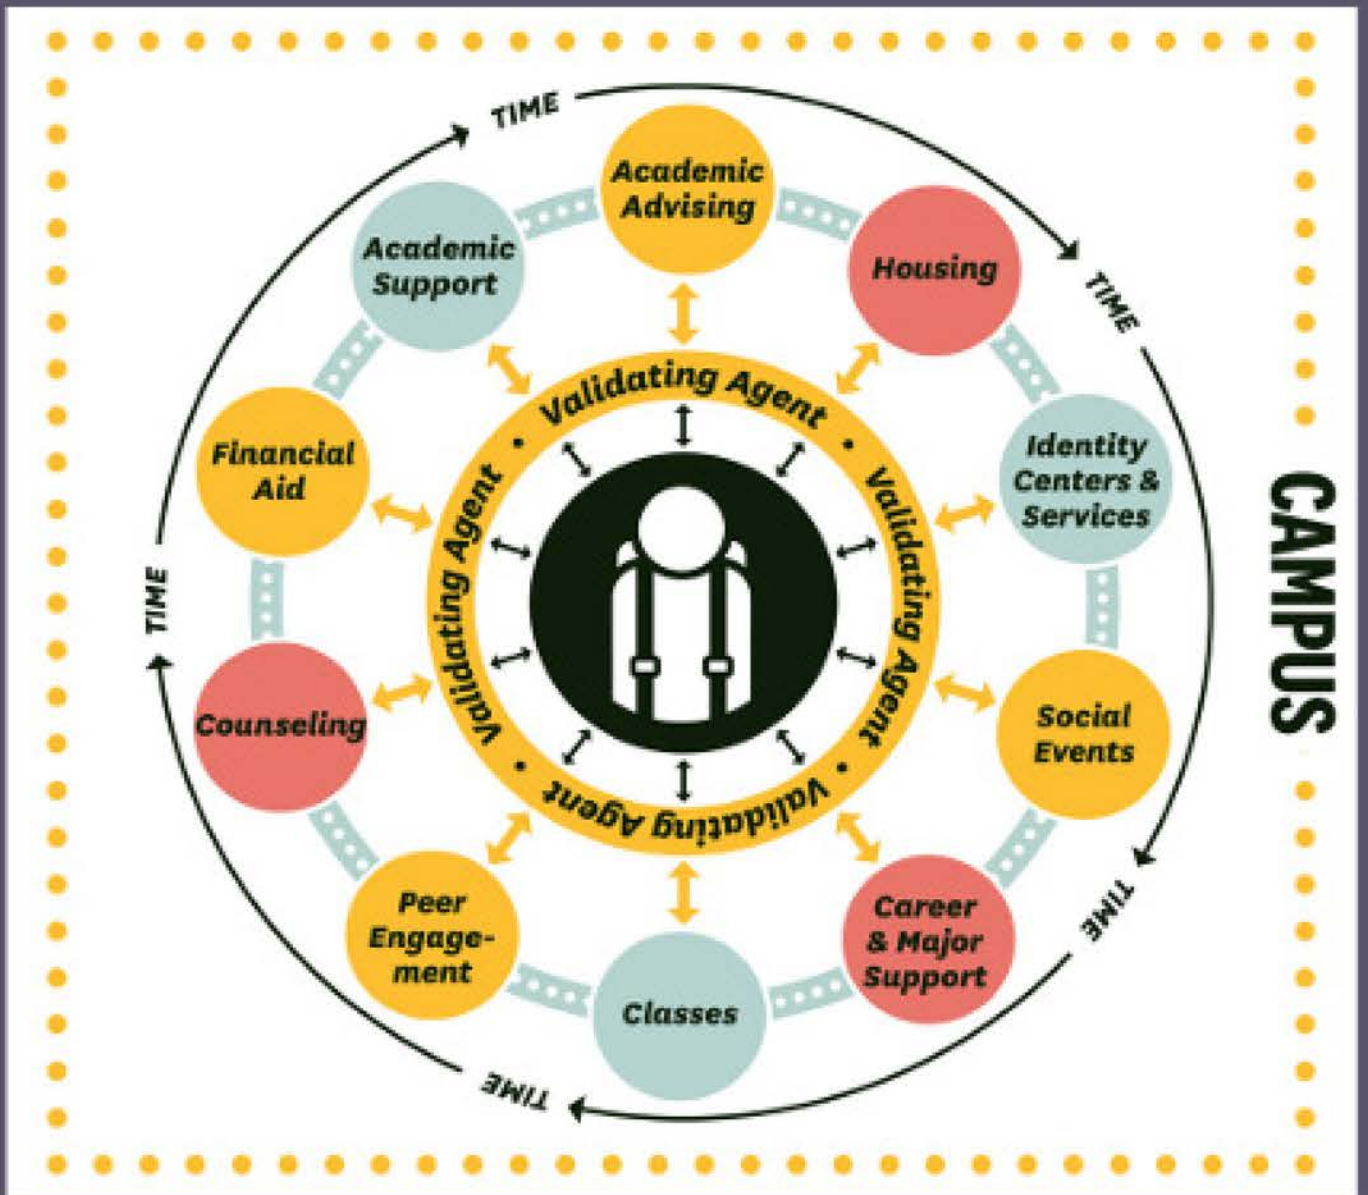 TIME
Academic
Advising
Academic
Support
Housing
TIME
Financial
Aid
Identity
Centers &
Services
Validating Agent • Validating Agent • Validating Agent • Validating Agent •
CAMPUS
TIME
Counseling
Social
Events
Peer
Engage-
ment
Career
& Major
Support
TIME
Classes
TIME